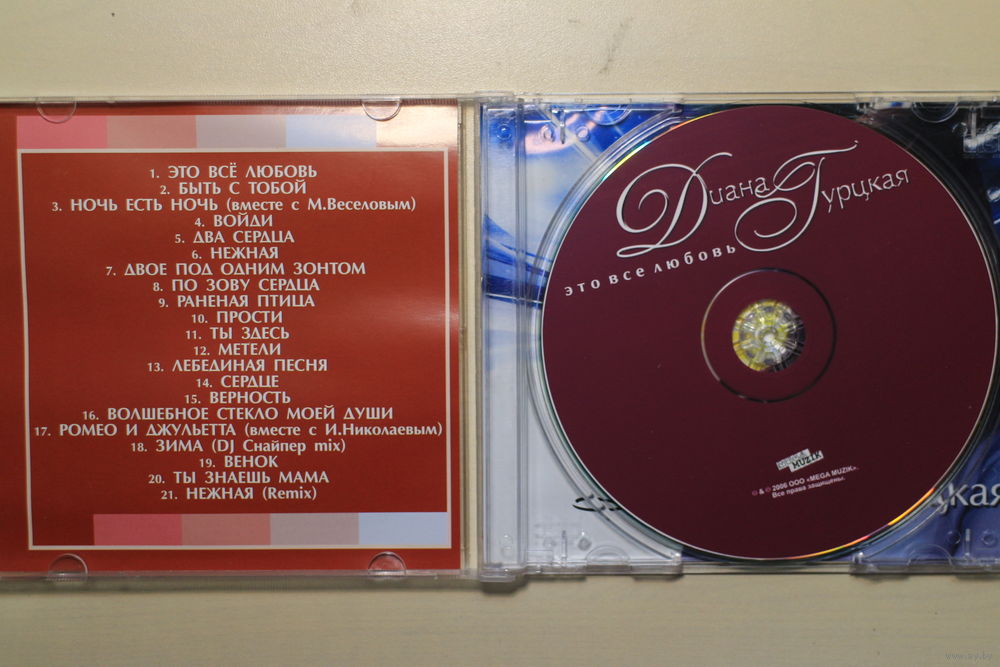 1. ЭТО ВСЁ ЛЮБОВЬ
2. БЫТЬ С ТОБОЙ
3. НОЧЬ ЕСТЬ НОЧЬ (вместе с М.Веселовым)
4. ВОЙДИ
5. ДВА СЕРДЦА
6. НЕЖНАЯ
7. ДВОЕ ПОД ОДНИМ ЗОНТОМ
8. ПО ЗОВУ СЕРДЦА
9. РАНЕНАЯ ПТИЦА
10. ПРОСТИ
11. ТЫ ЗДЕСЬ
12. МЕТЕЛИ
13. ЛЕБЕДИНАЯ ПЕСНЯ
14. СЕРДЦЕ
15. ВЕРНОСТЬ
16. ВОЛШЕБНОЕ СТЕКЛО МОЕЙ ДУШИ
17. РОМЕО И ДЖУЛЬЕТТА (вместе с И.Николаевым)
18. ЗИМА (DJ Снайпер mix)
19. ВЕНОК
20. ТЫ ЗНАЕШЬ МАМА
21. НЕЖНАЯ (Remix)
Диана Гурцкая
это все любовь
MUZIK
© & ℗ 2006 ООО «MEGA MUZIK».
Все права защищены.
цкая
www.ay.by